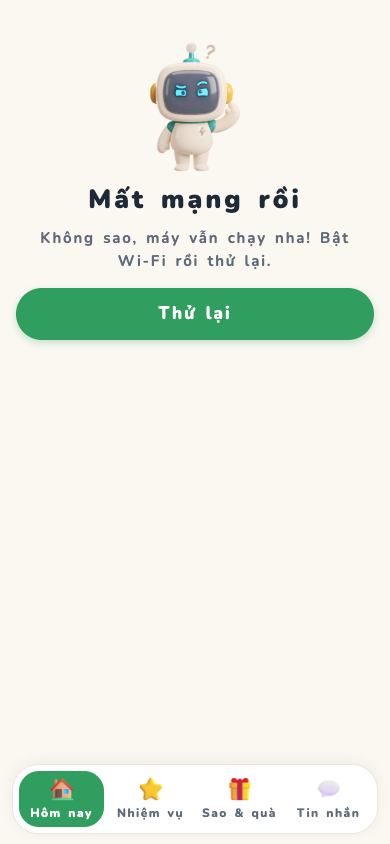 ?
Mất mạng rồi
Không sao, máy vẫn chạy nha! Bật
Wi-Fi rồi thử lại.
Thử lại
Hôm nay
Nhiệm vụ
Sao & quà
Tin nhắn